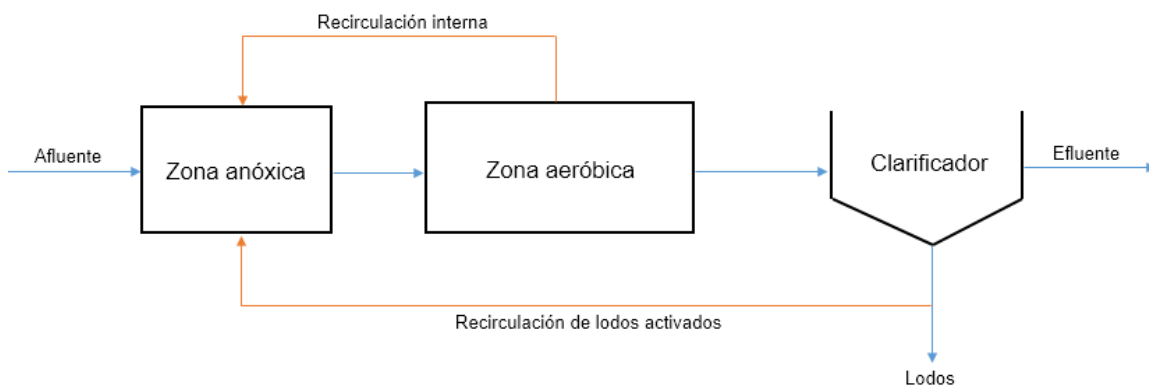 Recirculación interna
Afluente
Zona anóxica
Zona aeróbica
Clarificador
Efluente
Recirculación de lodos activados
Lodos